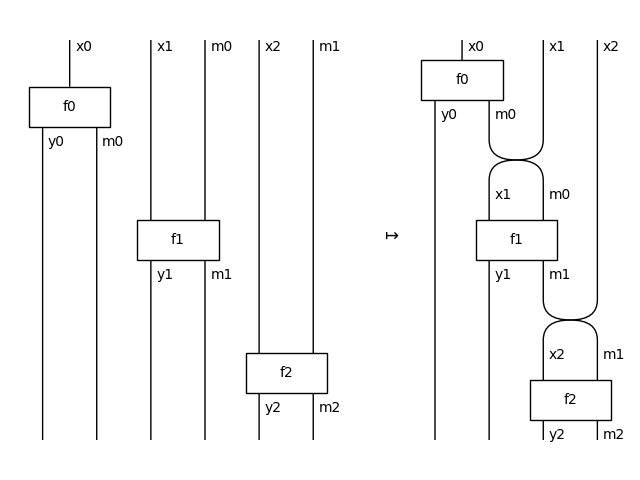 x0 x1 m0 x2 m1 x0 x1 x2
f0
f0
y0 m0
y0 m0
x1 m0
f1 ↦ f1
y1 m1 y1 m1
x2 m1
f2
f2
y2 m2
y2 m2